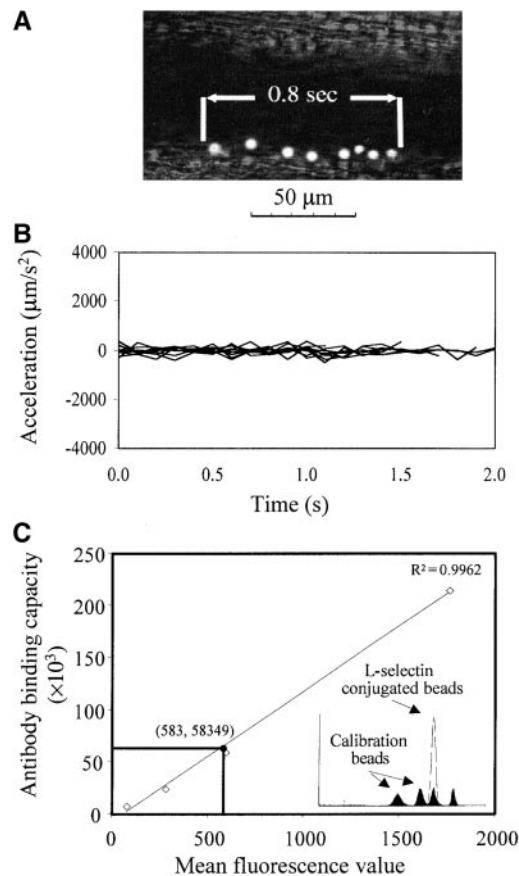 A
0.8 sec
50 μm
B
Acceleration (μm/s²)
4000
2000
0
-2000
-4000
0.0 0.5 1.0 1.5 2.0
Time (s)
C
Antibody binding capacity
(×10³)
250
200
150
100
50
0
R² = 0.9962
L-selectin
conjugated beads
(583, 58349)
Calibration
beads
0 500 1000 1500 2000
Mean fluorescence value